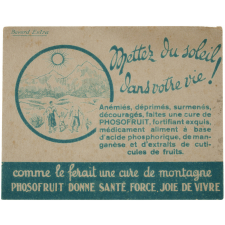 Mettez du soleil
dans votre vie!
Anémiés, déprimés, surmenés,
découragés, faites une cure de
PHOSOFRUIT, fortifiant exquis,
médicament aliment à base
d'acide phosphorique, de man-
ganèse et d'extraits de cuti-
cules de fruits.
comme le ferait une cure de montagne
PHOSOFRUIT DONNE SANTÉ, FORCE, JOIE DE VIVRE